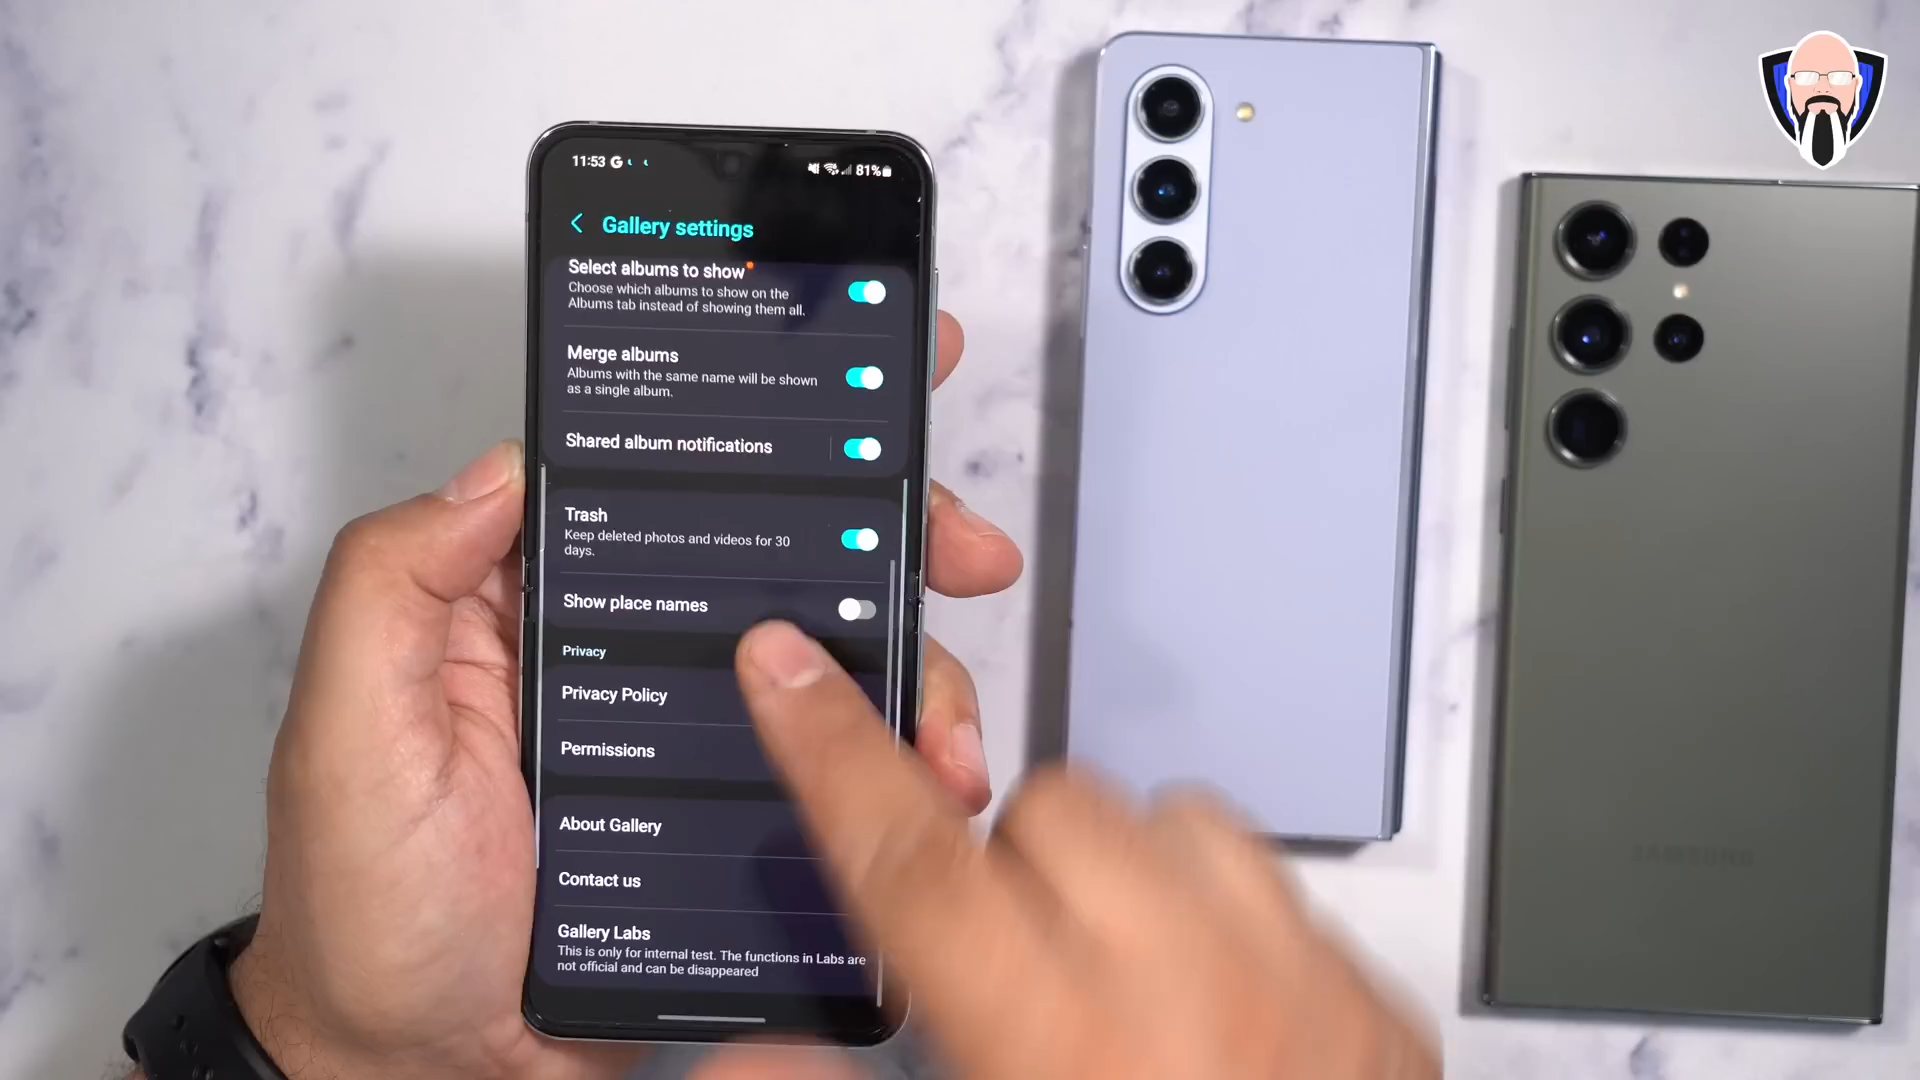 11:53 G 81%
Gallery settings
Select albums to show
Choose which albums to show on the
Albums tab instead of showing them all.
Merge albums
Albums with the same name will be shown
as a single album.
Shared album notifications
Trash
Keep deleted photos and videos for 30
days.
Show place names
Privacy
Privacy Policy
Permissions
About Gallery
Contact us
Gallery Labs
This is only for internal test. The functions in Labs are
not official and can be disappeared
SAMSUNG